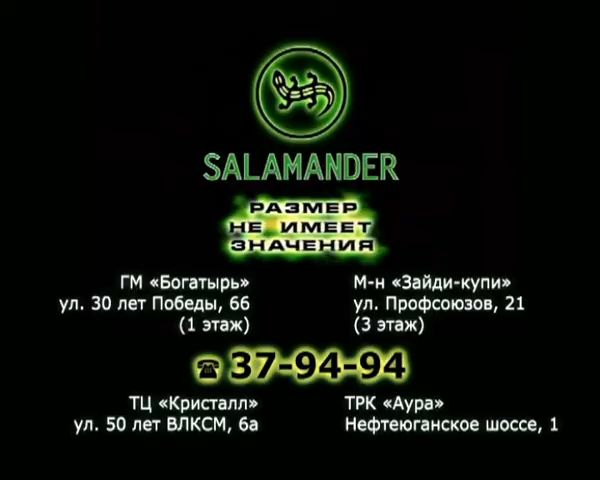 SALAMANDER
РАЗМЕР
НЕ ИМЕЕТ
ЗНАЧЕНИЯ
ГМ «Богатырь»
ул. 30 лет Победы, 66
(1 этаж)
М-н «Зайди-купи»
ул. Профсоюзов, 21
(3 этаж)
☎ 37-94-94
ТЦ «Кристалл»
ул. 50 лет ВЛКСМ, 6а
ТРК «Аура»
Нефтеюганское шоссе, 1